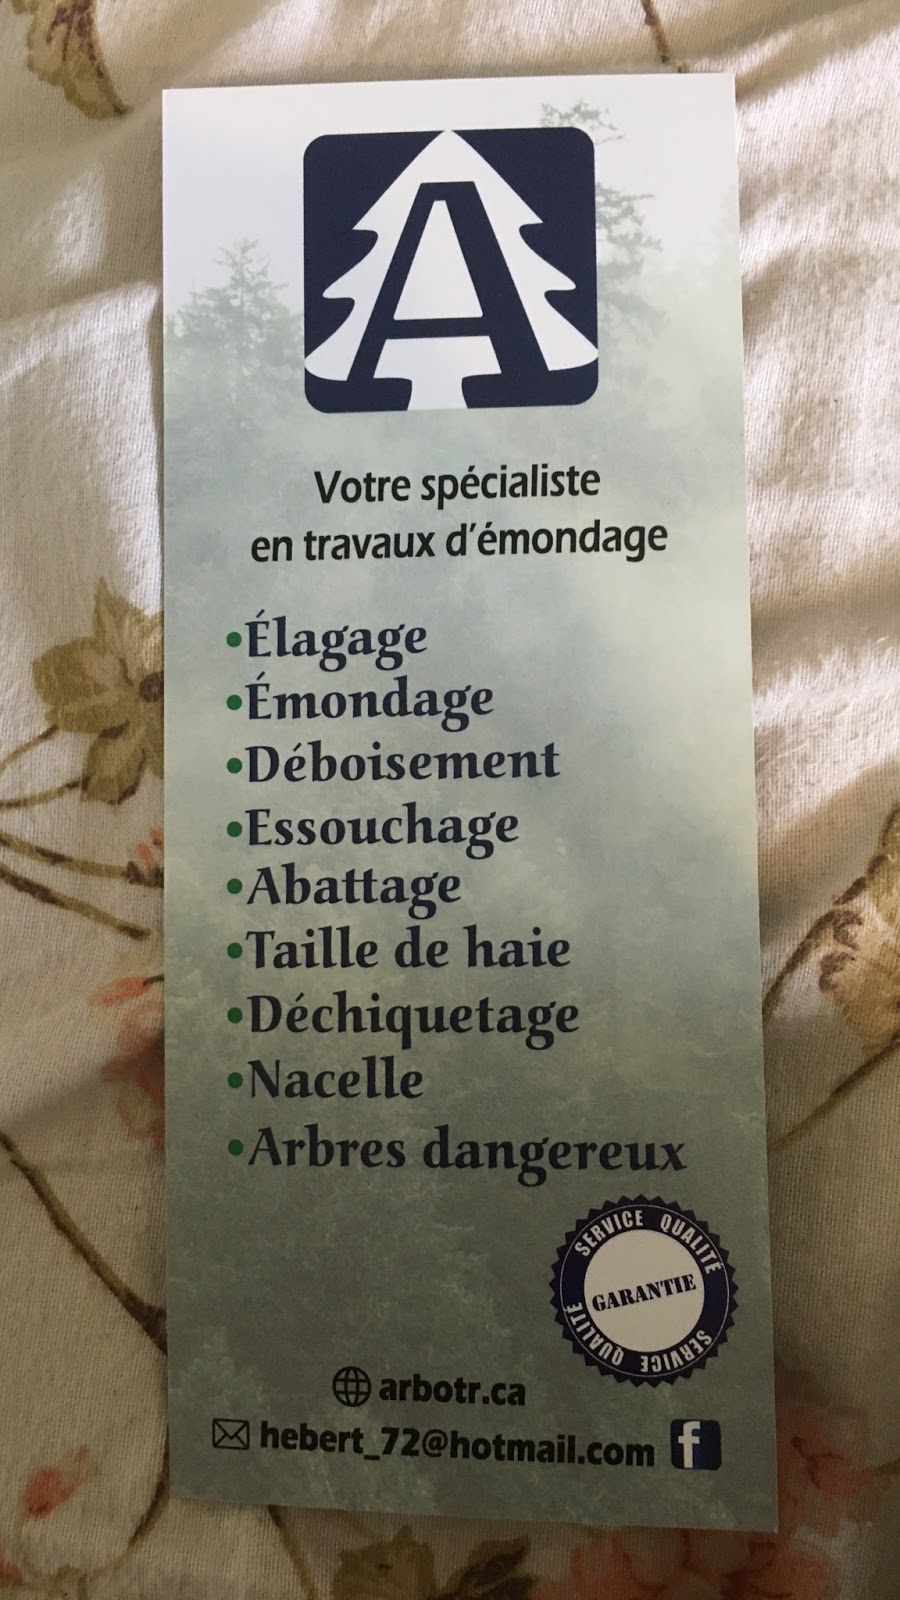 A
Votre spécialiste
en travaux d'émondage
•Élagage
•Émondage
•Déboisement
•Essouchage
•Abattage
•Taille de haie
•Déchiquetage
•Nacelle
•Arbres dangereux
SERVICE QUALITÉ
GARANTIE
SERVICE QUALITÉ
arbotr.ca
hebert_72@hotmail.com f